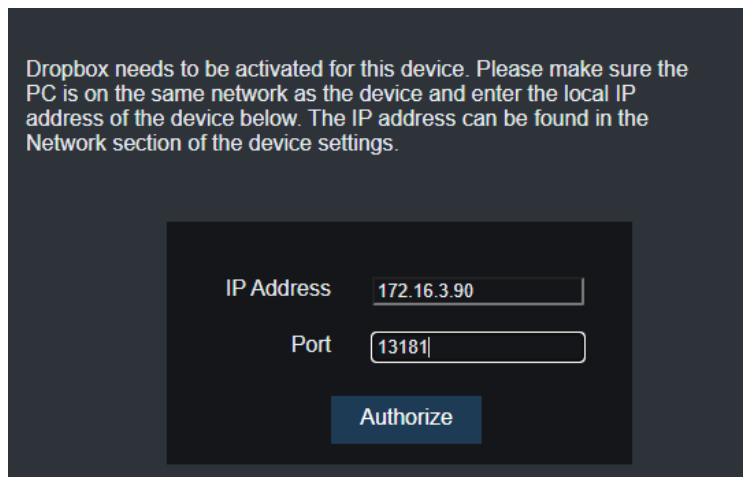 Dropbox needs to be activated for this device. Please make sure the
PC is on the same network as the device and enter the local IP
address of the device below. The IP address can be found in the
Network section of the device settings.
IP Address 172.16.3.90
Port 13181
Authorize